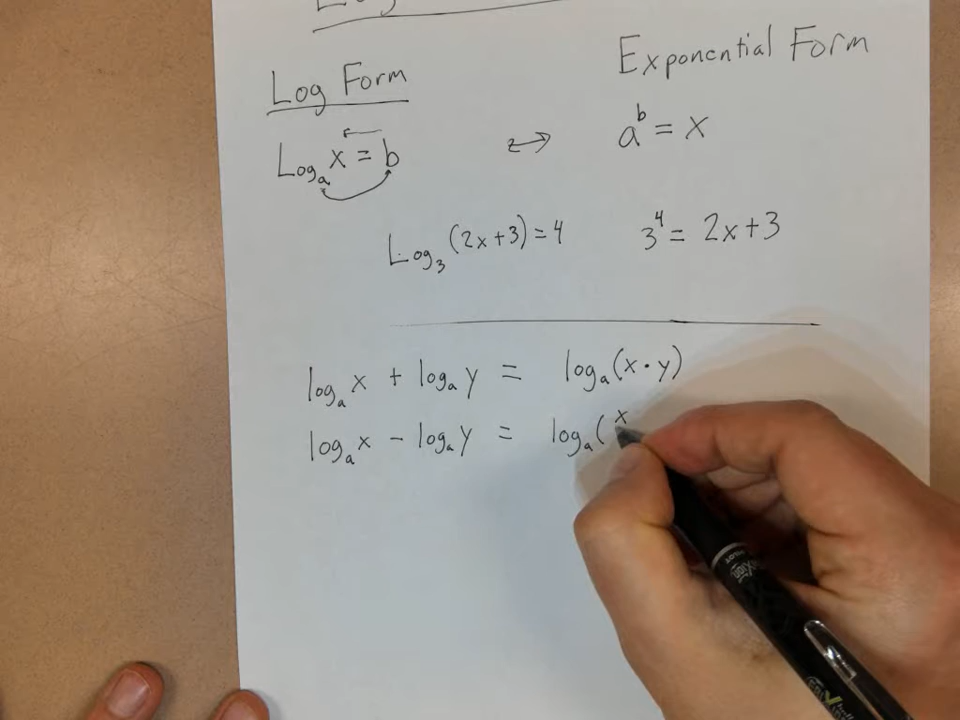 Log Form
Exponential Form
Log_a x = b
a^b = x
Log_3 (2x+3) = 4
3^4 = 2x+3
log_a x + log_a y = log_a (x · y)
log_a x - log_a y = log_a ( x
PILOT